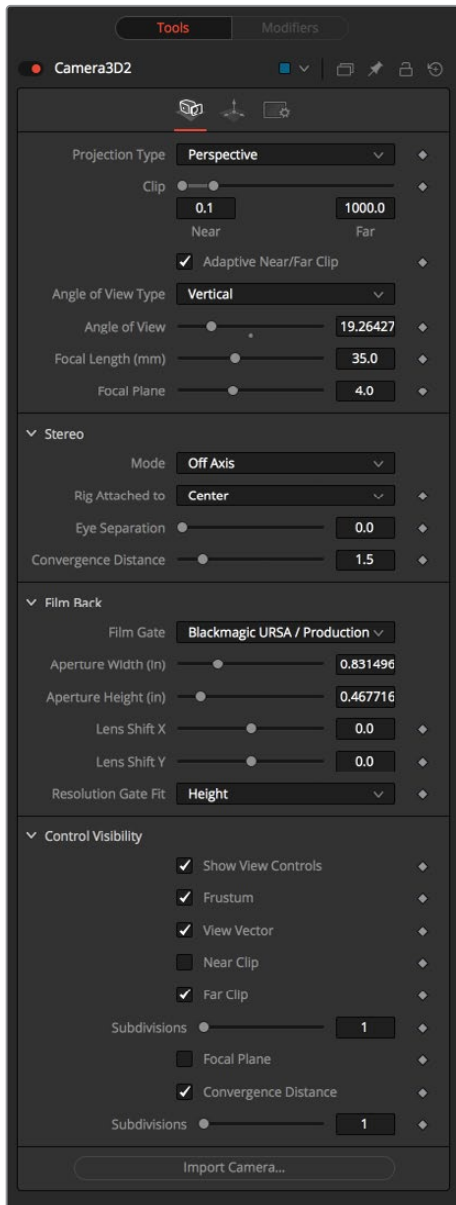 Tools Modifiers
Camera3D2
Projection Type Perspective
Clip
0.1 1000.0
Near Far
Adaptive Near/Far Clip
Angle of View Type Vertical
Angle of View 19.26427
Focal Length (mm) 35.0
Focal Plane 4.0
Stereo
Mode Off Axis
Rig Attached to Center
Eye Separation 0.0
Convergence Distance 1.5
Film Back
Film Gate Blackmagic URSA / Production
Aperture Width (in) 0.831496
Aperture Height (in) 0.467716
Lens Shift X 0.0
Lens Shift Y 0.0
Resolution Gate Fit Height
Control Visibility
Show View Controls
Frustum
View Vector
Near Clip
Far Clip
Subdivisions 1
Focal Plane
Convergence Distance
Subdivisions 1
Import Camera...